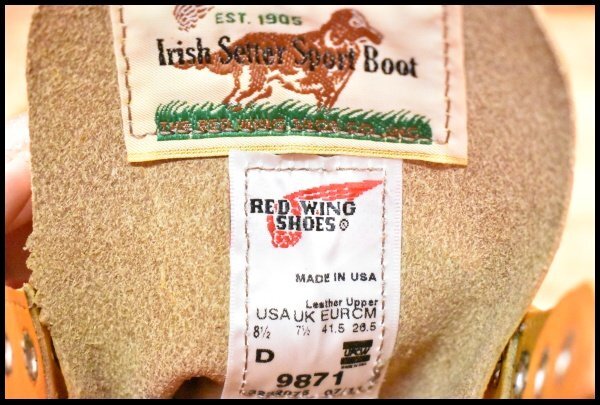 EST. 1905
Irish Setter Sport Boot
RED WING
SHOES®
MADE IN USA
Leather Upper
USA UK EUR CM
8½ 7½ 41.5 26.5
D
UFCW
9871